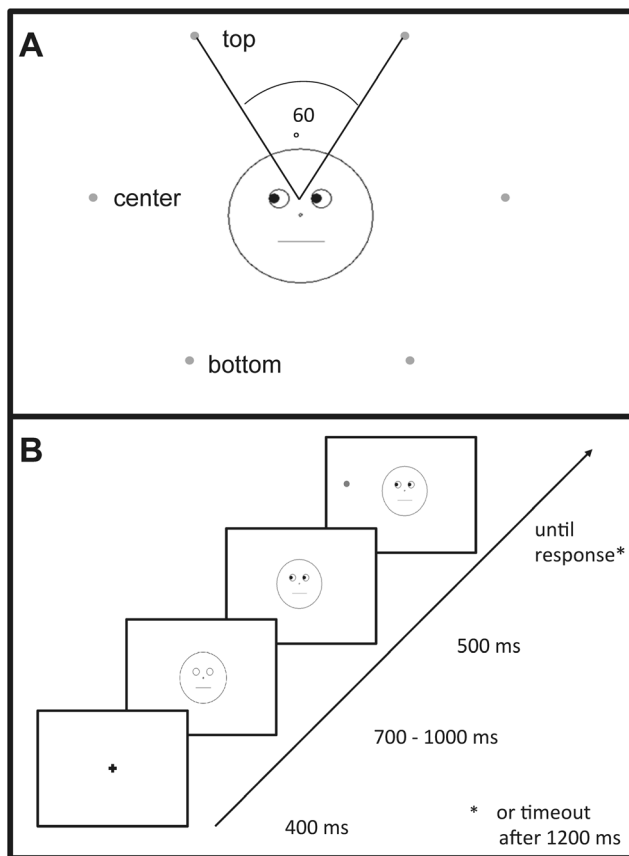 A
top
60
°
center
bottom
B
until
response*
500 ms
700 - 1000 ms
400 ms
* or timeout
after 1200 ms